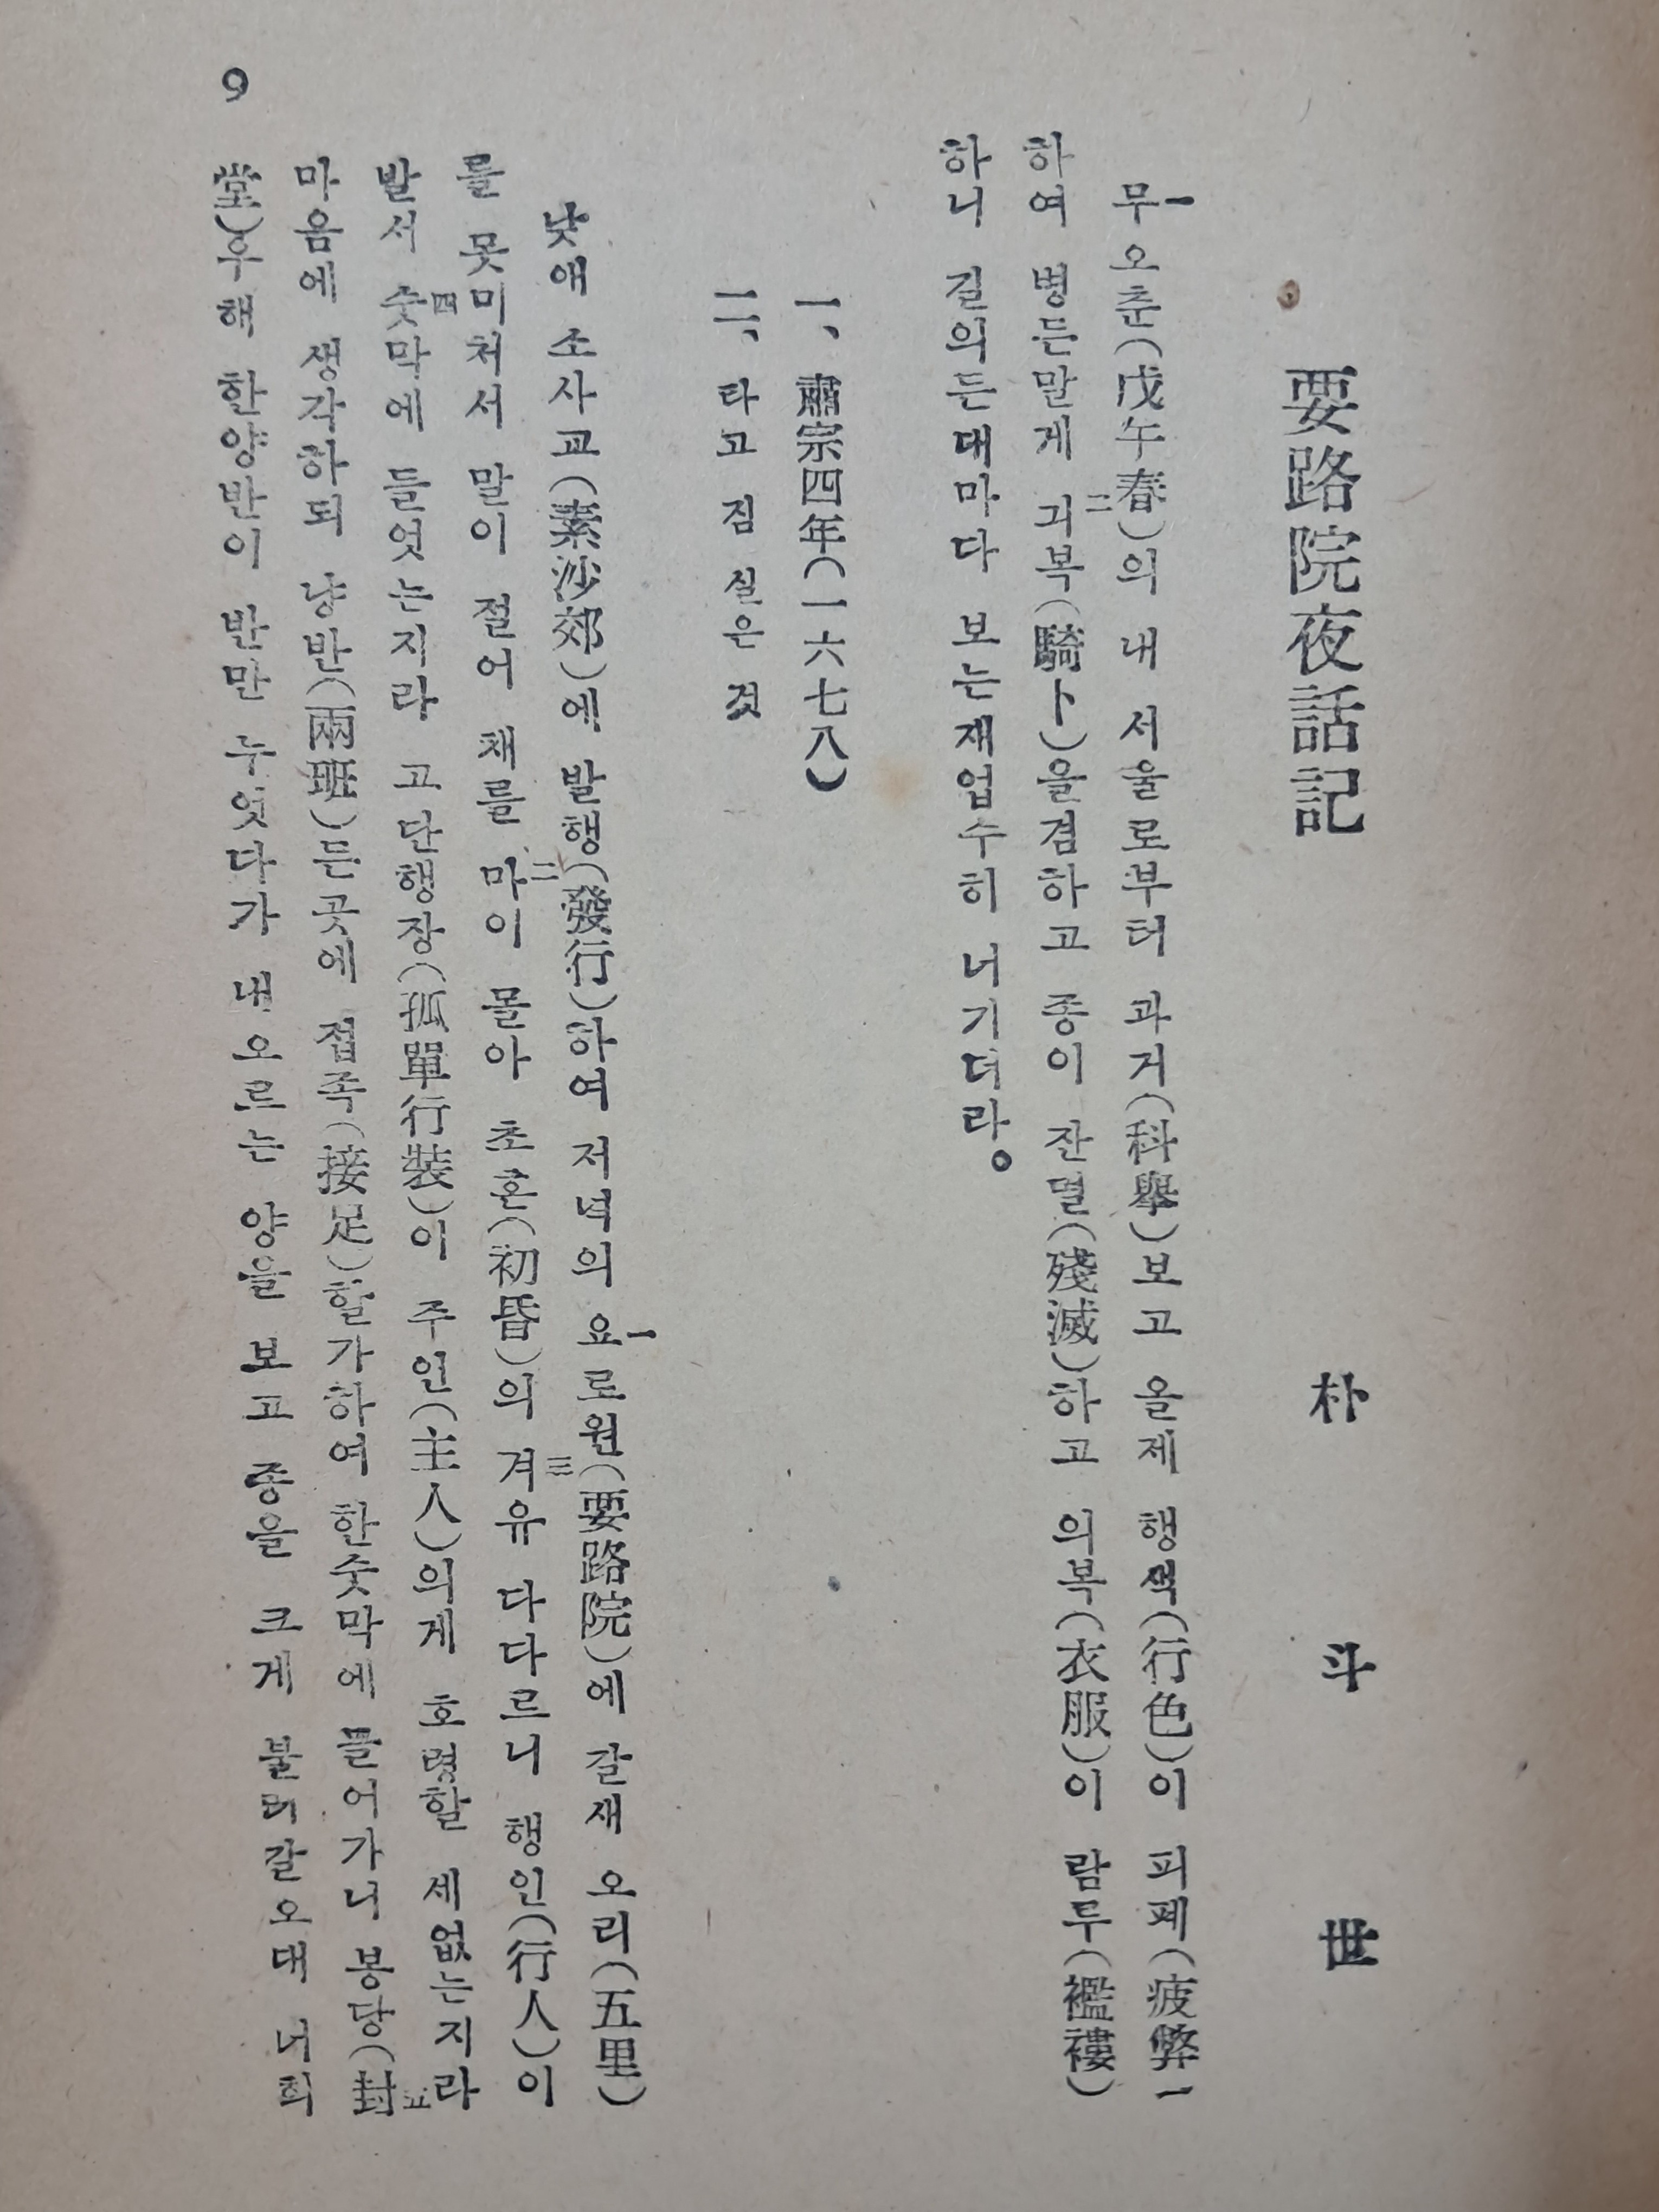 要路院夜話記
朴 斗 世
무一오춘(戊午春)의 내 서울로부터 과거(科擧)보고 올제 행색(行色)이 피폐(疲弊)
하여 병든말게 긔二복(騎卜)을겸하고 종이 잔멸(殘滅)하고 의복(衣服)이 람루(襤褸)
하니 길의든대마다 보는재업수히 너기더라。
一、肅宗四年(一六七八)
二、타고 짐 실은 것
낮애 소사교(素沙郊)에 발행(發行)하여 저녁의 요一로원(要路院)에 갈새 오리(五里)
를 못미처서 말이 절어 채를 마二이 몰아 초혼(初昏)의 겨三유 다다르니 행인(行人)이
발서 숫四막에 들엇는지라 고단행장(孤單行裝)이 주인(主人)의게 호령할 세없는지라
마음에 생각하되 냥반(兩班)든곳에 접족(接足)할가하여 한숫막에 들어가니 봉당五(封
堂)우해 한양반이 반만 누엇다가 내오르는 양을 보고 종을 크게 불러갈오대 너희
9